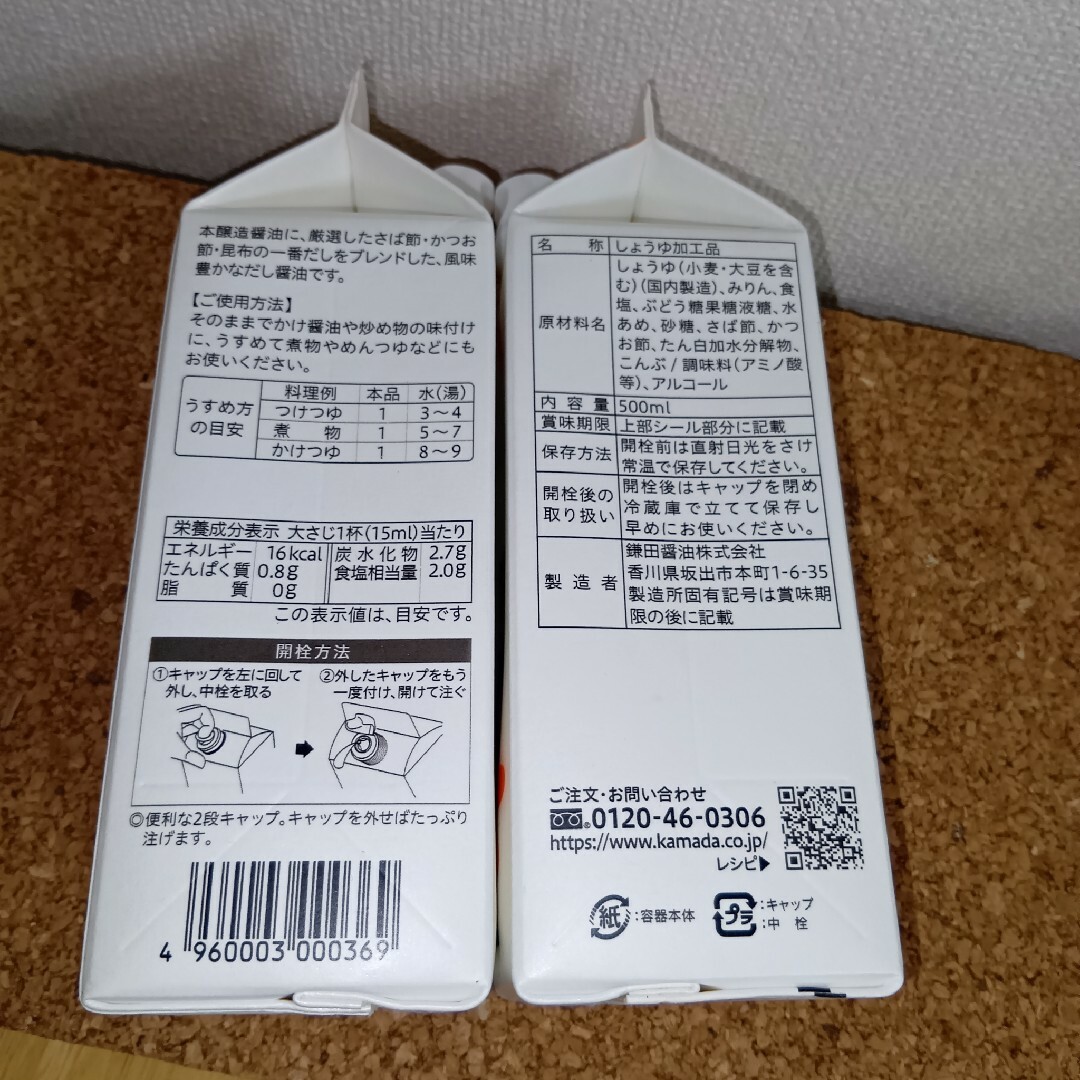 本醸造醤油に、厳選したさば節・かつお
節・昆布の一番だしをブレンドした、風味
豊かなだし醤油です。
【ご使用方法】
そのままでかけ醤油や炒め物の味付け
に、うすめて煮物やめんつゆなどにも
お使いください。
うすめ方
の目安
料理例 本品 水(湯)
つけつゆ 1 3〜4
煮物 1 5〜7
かけつゆ 1 8〜9
栄養成分表示 大さじ1杯(15ml)当たり
エネルギー 16kcal 炭水化物 2.7g
たんぱく質 0.8g 食塩相当量 2.0g
脂質 0g
この表示値は、目安です。
開栓方法
①キャップを左に回して
外し、中栓を取る
②外したキャップをもう
一度付け、開けて注ぐ
◎便利な2段キャップ。キャップを外せばたっぷり
注げます。
4 960003 000369
名称 しょうゆ加工品
原材料名
しょうゆ(小麦・大豆を含
む)(国内製造)、みりん、食
塩、ぶどう糖果糖液糖、水
あめ、砂糖、さば節、かつ
お節、たん白加水分解物、
こんぶ/調味料(アミノ酸
等)、アルコール
内容量 500ml
賞味期限 上部シール部分に記載
保存方法
開栓前は直射日光をさけ
常温で保存してください。
開栓後の
取り扱い
開栓後はキャップを閉め
冷蔵庫で立てて保存し
早めにお使いください。
製造者
鎌田醤油株式会社
香川県坂出市本町1-6-35
製造所固有記号は賞味期
限の後に記載
ご注文・お問い合わせ
0120-46-0306
https://www.kamada.co.jp/
レシピ▶
紙:容器本体
プラ:キャップ
:中栓